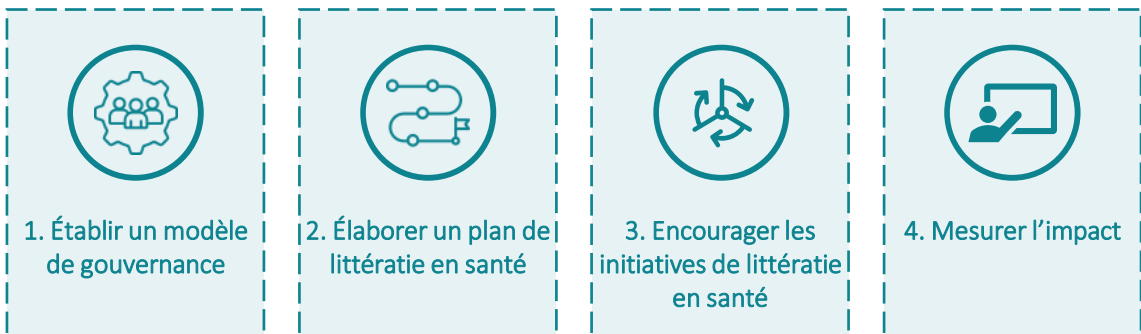 1. Établir un modèle
de gouvernance
2. Élaborer un plan de
littératie en santé
3. Encourager les
initiatives de littératie
en santé
4. Mesurer l’impact